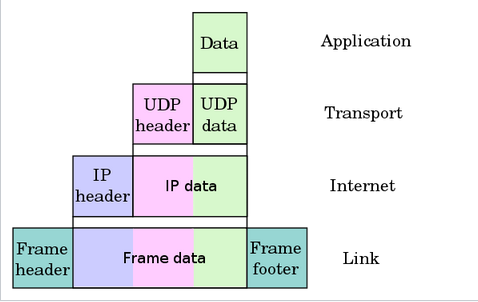 Data
Application
UDP
header
UDP
data
Transport
IP
header
IP data
Internet
Frame
header
Frame data
Frame
footer
Link